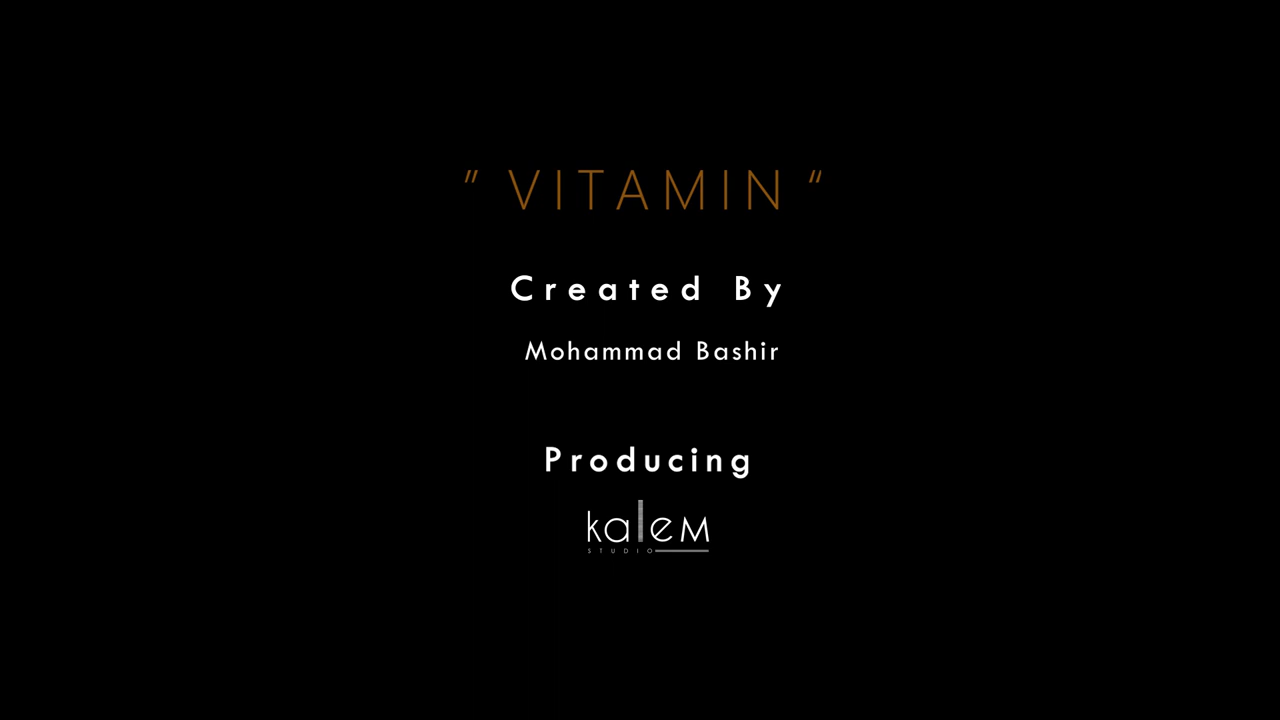 " VITAMIN "
Created By
Mohammad Bashir
Producing
kalem
STUDIO